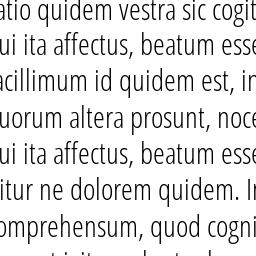 atio quidem vestra sic cogit
ui ita affectus, beatum esse
acillimum id quidem est, in
uorum altera prosunt, noce
ui ita affectus, beatum esse
itur ne dolorem quidem. I
omprehensum, quod cogni